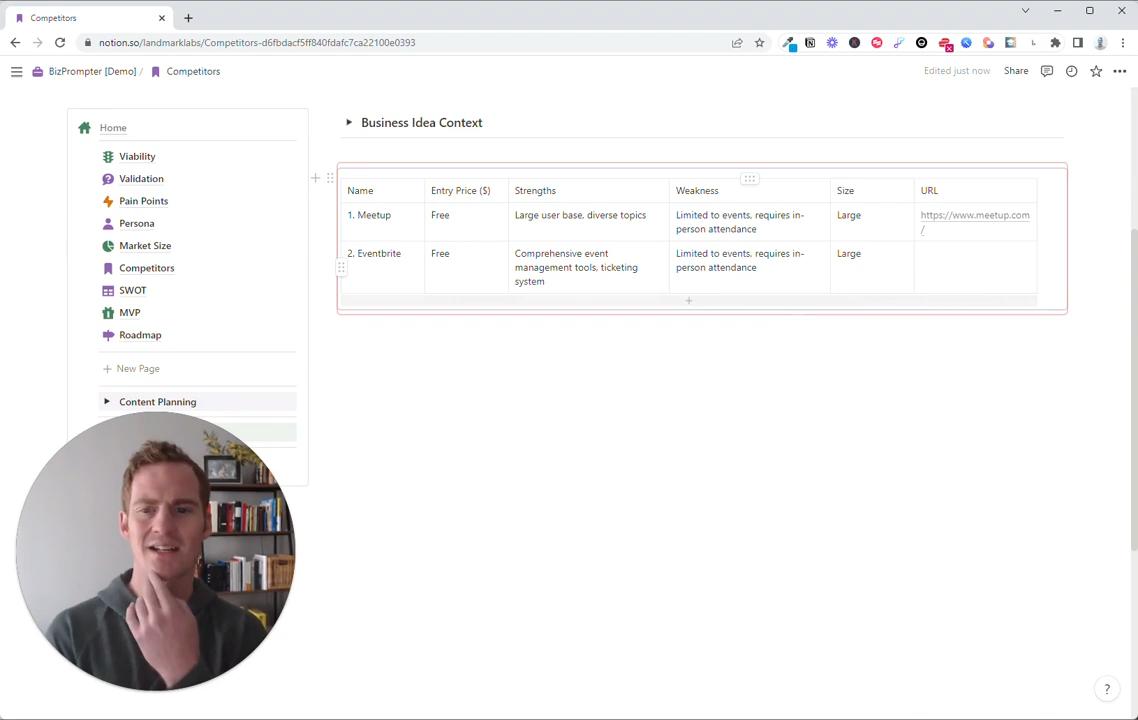 Competitors
notion.so/landmarklabs/Competitors-d6fbdacf5ff840fdafc7ca22100e0393
BizPrompter [Demo] / Competitors
Edited just now
Share
Home
Viability
Validation
Pain Points
Persona
Market Size
Competitors
SWOT
MVP
Roadmap
New Page
Content Planning
Business Idea Context
Name Entry Price ($) Strengths Weakness Size URL
1. Meetup Free Large user base, diverse topics Limited to events, requires in- Large https://www.meetup.com
person attendance /
2. Eventbrite Free Comprehensive event Limited to events, requires in- Large
management tools, ticketing person attendance
system
?